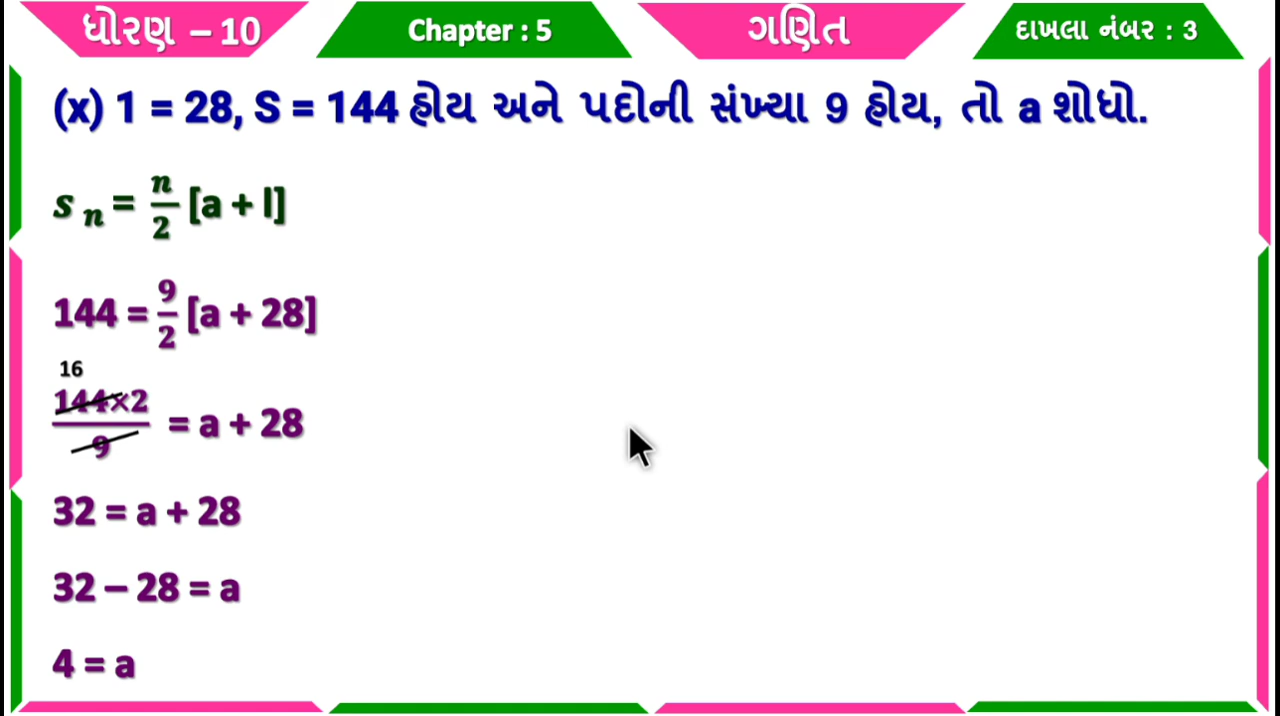 ધોરણ – 10
Chapter : 5
ગણિત
દાખલા નંબર : 3
(x) 1 = 28, S = 144 હોય અને પદોની સંખ્યા 9 હોય, તો a શોધો.
S n = n/2 [a + l]
144 = 9/2 [a + 28]
16
144×2/9 = a + 28
32 = a + 28
32 – 28 = a
4 = a